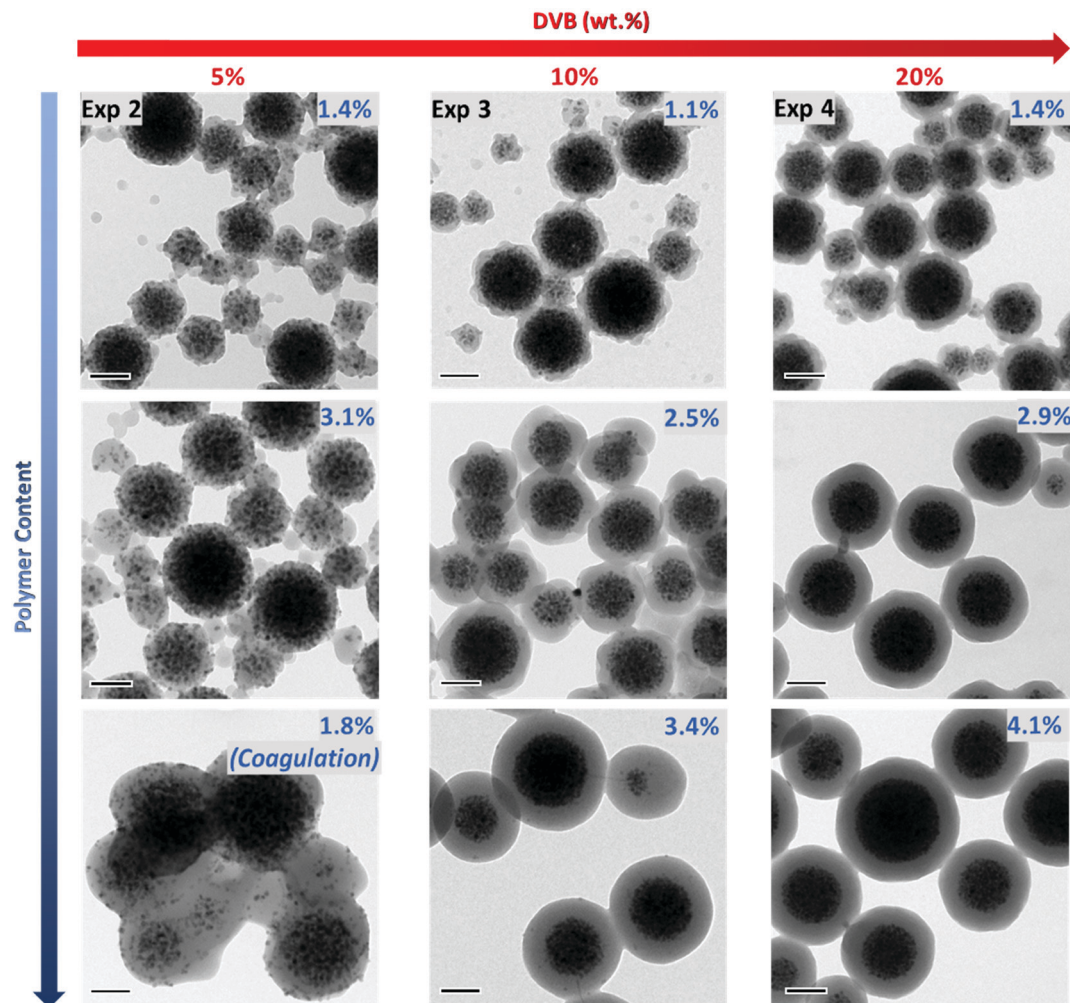 DVB (wt.%)
5%
10%
20%
Polymer Content
Exp 2
1.4%
Exp 3
1.1%
Exp 4
1.4%
3.1%
2.5%
2.9%
1.8%
(Coagulation)
3.4%
4.1%